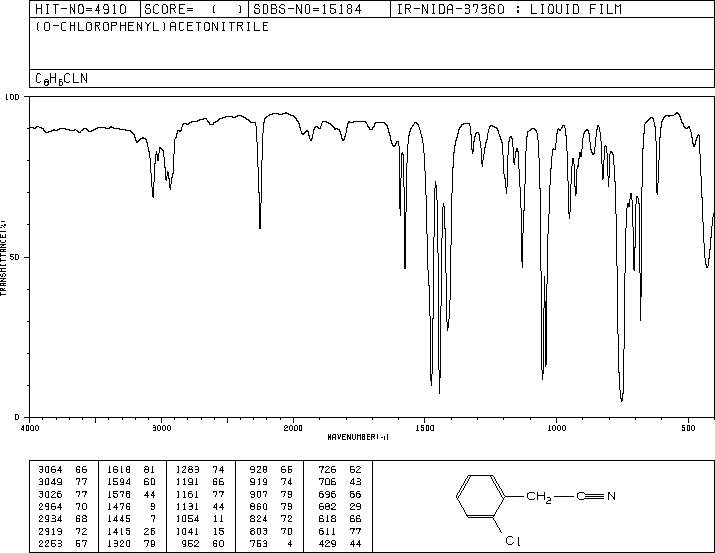 HIT-NO=4910 SCORE= ( ) SDBS-NO=15184 IR-NIDA-37360 : LIQUID FILM
(O-CHLOROPHENYL)ACETONITRILE
C8H6CLN
100
50
0
TRANSMITTANCE(%)
4000 3000 2000 1500 1000 500
WAVENUMBER(-1)
3064 66 1618 81 1283 74 928 66 726 62
3049 77 1594 60 1191 66 919 74 706 43
3026 77 1578 44 1161 77 907 79 696 66
2964 70 1476 9 1131 44 860 79 682 29
2934 68 1445 7 1054 11 824 72 618 66
2919 72 1415 26 1041 15 803 70 611 77
2253 57 1320 79 952 60 753 4 429 44
CH2 C≡N
Cl